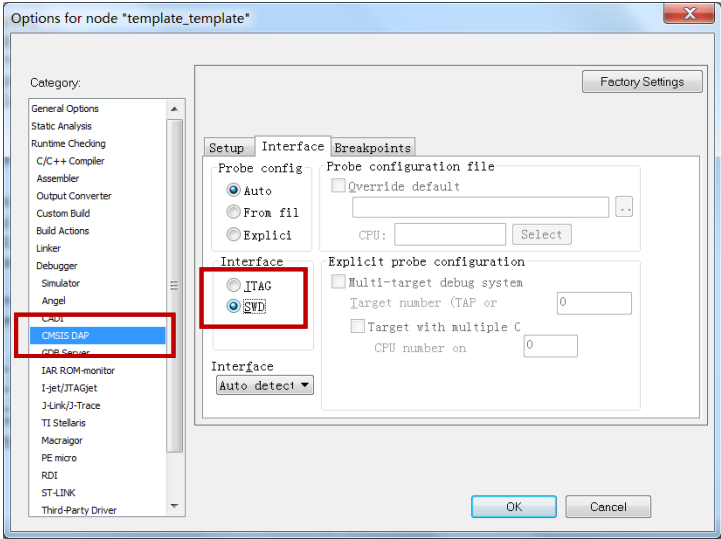 Options for node "template_template"
Category:
General Options
Static Analysis
Runtime Checking
C/C++ Compiler
Assembler
Output Converter
Custom Build
Build Actions
Linker
Debugger
Simulator
Angel
CADI
CMSIS DAP
GDB Server
IAR ROM-monitor
I-jet/JTAGjet
J-Link/J-Trace
TI Stellaris
Macraigor
PE micro
RDI
ST-LINK
Third-Party Driver
Factory Settings
Setup Interface Breakpoints
Probe config
Auto
From fil
Explici
Probe configuration file
Override default
..
CPU: Select
Interface
JTAG
SWD
Explicit probe configuration
Multi-target debug system
Target number (TAP or 0
Target with multiple C
CPU number on 0
Interface
Auto detect
OK Cancel